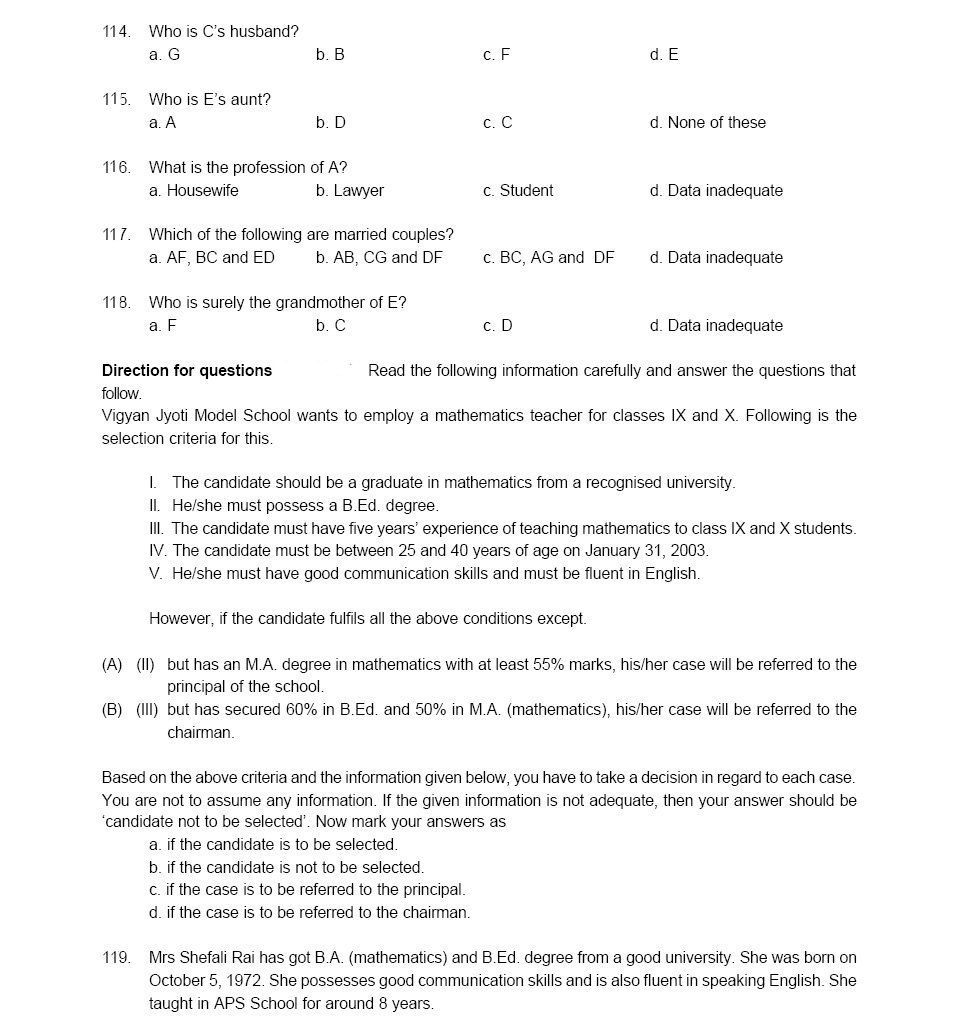 114. Who is C's husband?
a. G b. B c. F d. E
115. Who is E's aunt?
a. A b. D c. C d. None of these
116. What is the profession of A?
a. Housewife b. Lawyer c. Student d. Data inadequate
117. Which of the following are married couples?
a. AF, BC and ED b. AB, CG and DF c. BC, AG and DF d. Data inadequate
118. Who is surely the grandmother of E?
a. F b. C c. D d. Data inadequate
Direction for questions Read the following information carefully and answer the questions that
follow.
Vigyan Jyoti Model School wants to employ a mathematics teacher for classes IX and X. Following is the
selection criteria for this.
I. The candidate should be a graduate in mathematics from a recognised university.
II. He/she must possess a B.Ed. degree.
III. The candidate must have five years' experience of teaching mathematics to class IX and X students.
IV. The candidate must be between 25 and 40 years of age on January 31, 2003.
V. He/she must have good communication skills and must be fluent in English.
However, if the candidate fulfils all the above conditions except.
(A) (II) but has an M.A. degree in mathematics with at least 55% marks, his/her case will be referred to the
principal of the school.
(B) (III) but has secured 60% in B.Ed. and 50% in M.A. (mathematics), his/her case will be referred to the
chairman.
Based on the above criteria and the information given below, you have to take a decision in regard to each case.
You are not to assume any information. If the given information is not adequate, then your answer should be
'candidate not to be selected'. Now mark your answers as
a. if the candidate is to be selected.
b. if the candidate is not to be selected.
c. if the case is to be referred to the principal.
d. if the case is to be referred to the chairman.
119. Mrs Shefali Rai has got B.A. (mathematics) and B.Ed. degree from a good university. She was born on
October 5, 1972. She possesses good communication skills and is also fluent in speaking English. She
taught in APS School for around 8 years.